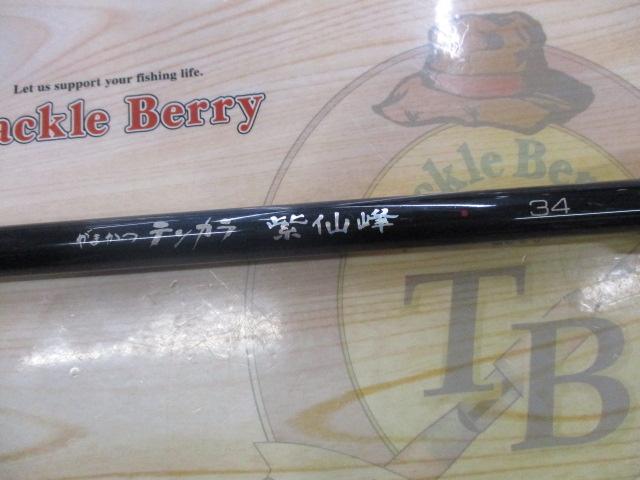 Let us support your fishing life.
ackle Berry
ckle Be
がまかつ テンカラ 紫仙峰 34
TB